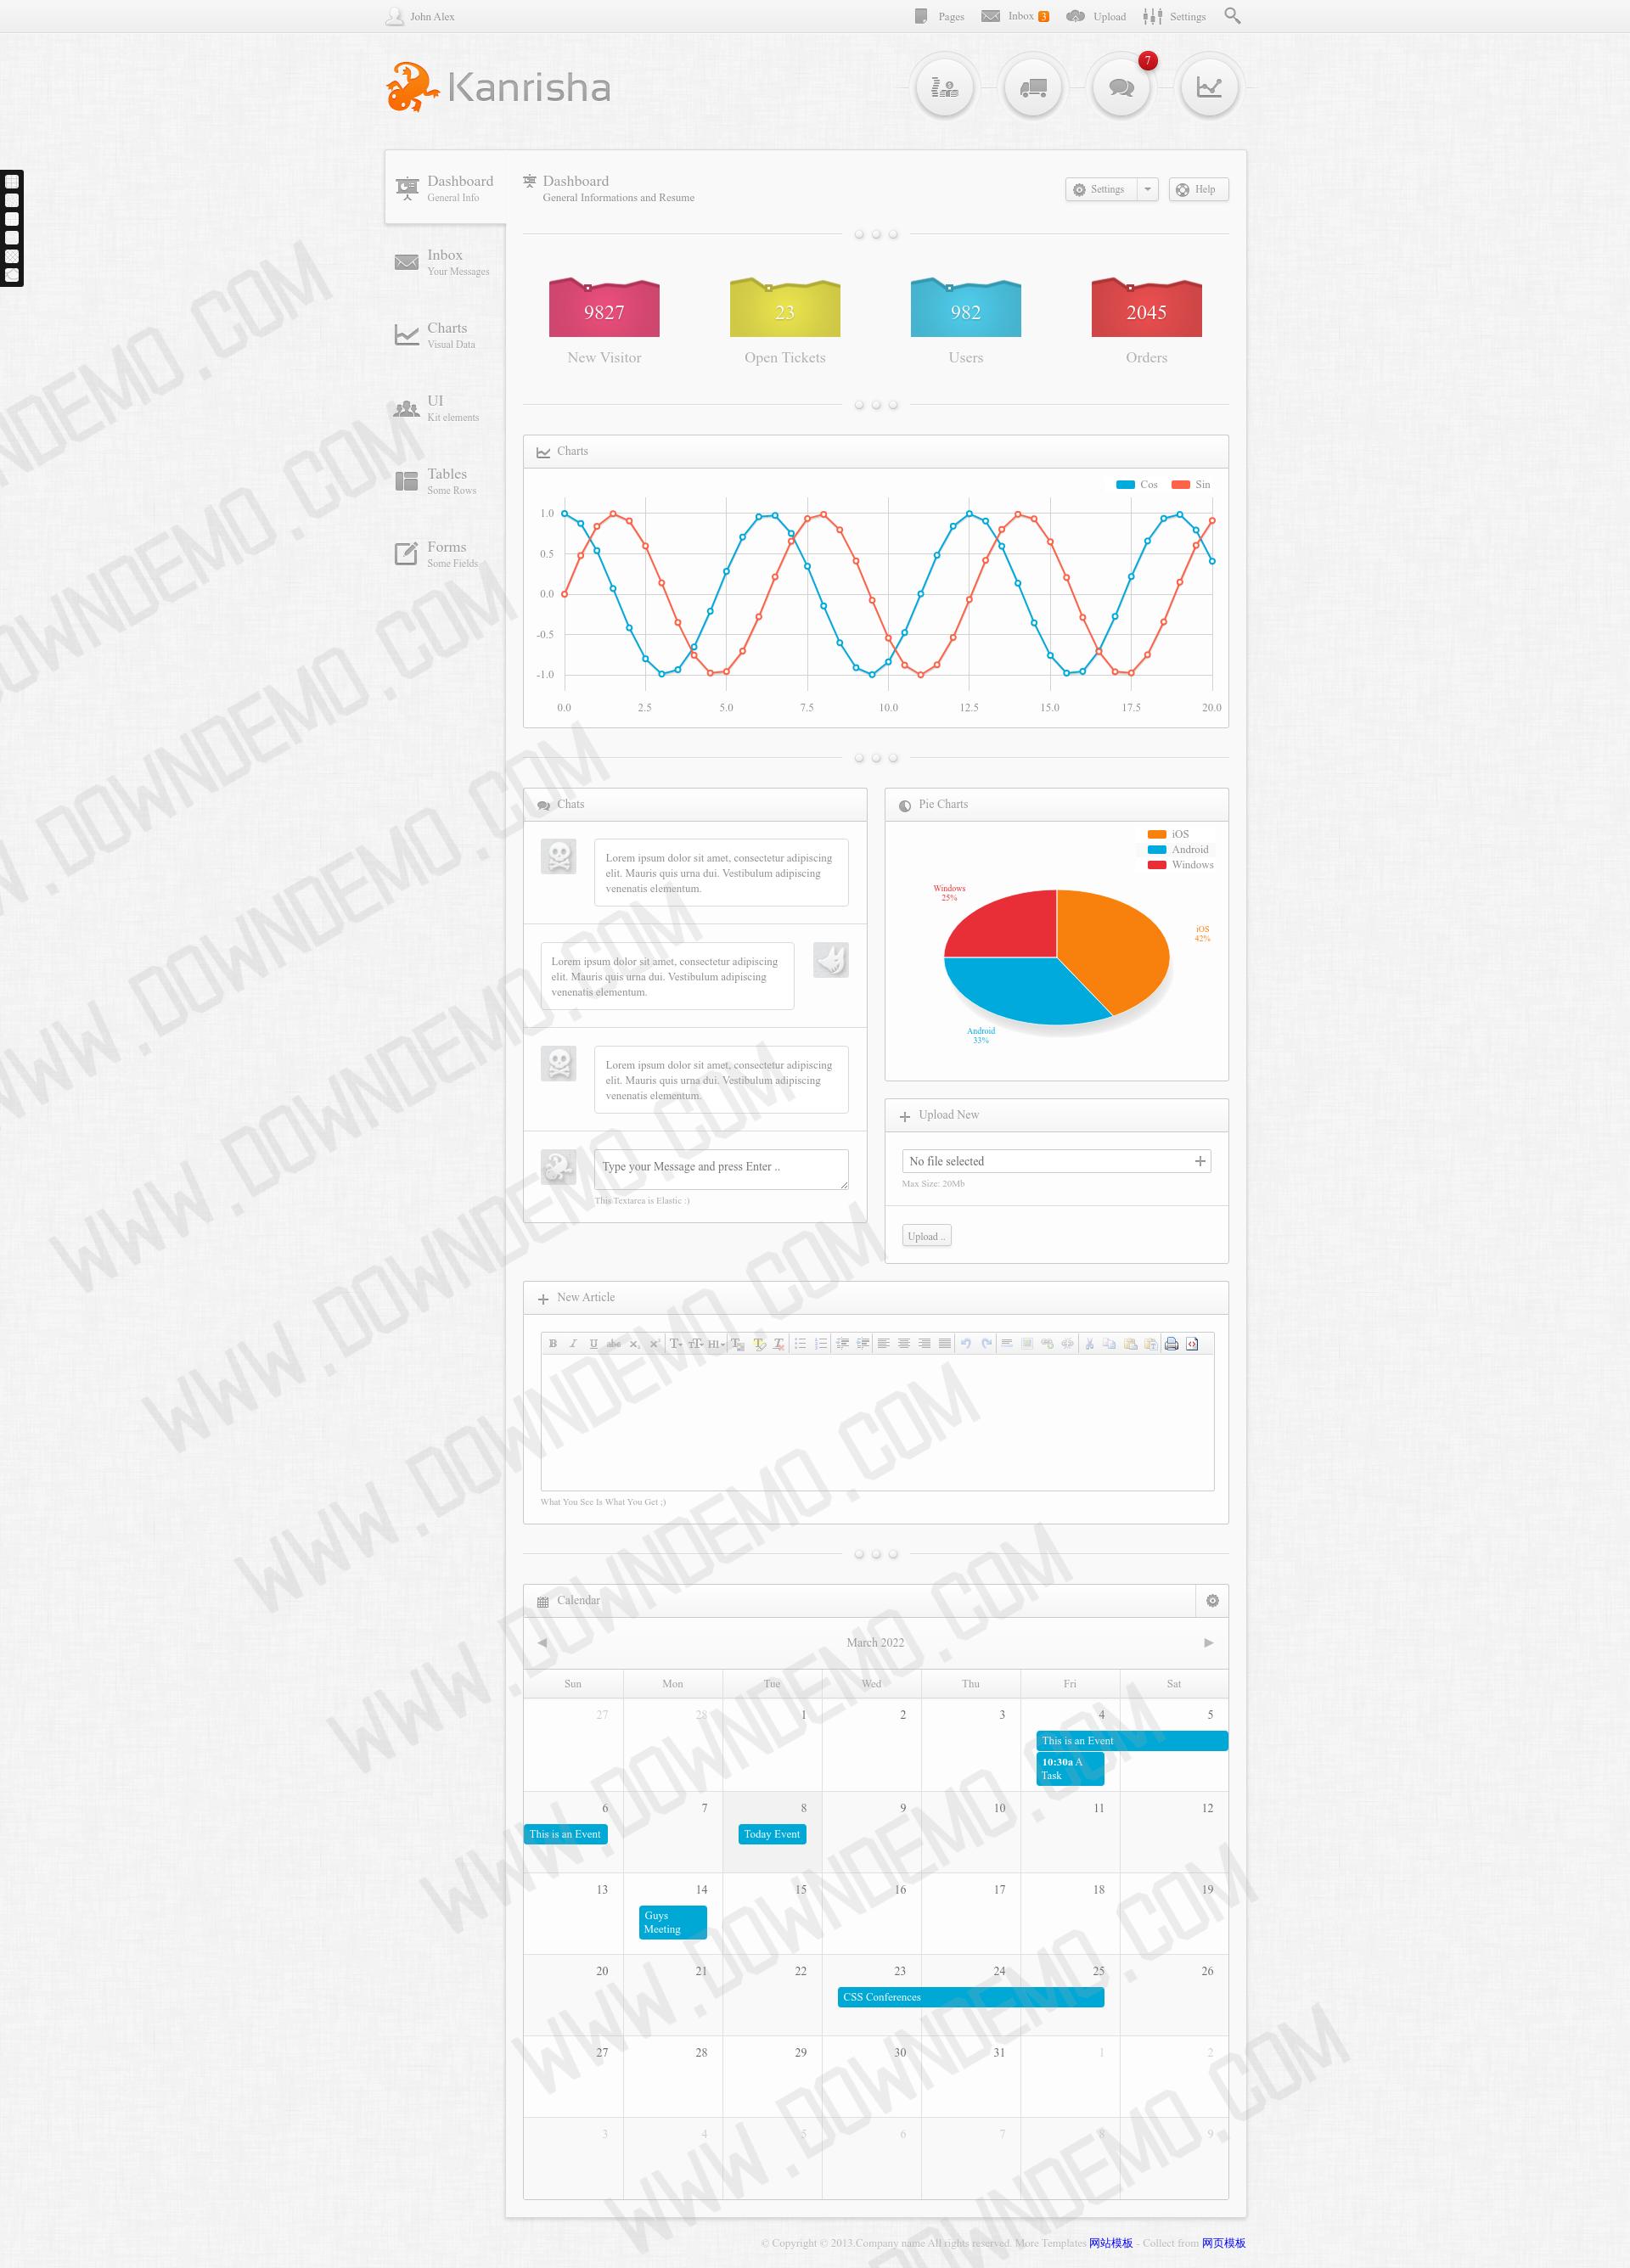 John Alex
Pages
Inbox 3
Upload
Settings
Kanrisha
7
Dashboard
General Info
Inbox
Your Messages
Charts
Visual Data
UI
Kit elements
Tables
Some Rows
Forms
Some Fields
Dashboard
General Informations and Resume
Settings
Help
9827
New Visitor
23
Open Tickets
982
Users
2045
Orders
Charts
Cos
Sin
1.0
0.5
0.0
-0.5
-1.0
0.0 2.5 5.0 7.5 10.0 12.5 15.0 17.5 20.0
Chats
Lorem ipsum dolor sit amet, consectetur adipiscing
elit. Mauris quis urna dui. Vestibulum adipiscing
venenatis elementum.
Lorem ipsum dolor sit amet, consectetur adipiscing
elit. Mauris quis urna dui. Vestibulum adipiscing
venenatis elementum.
Lorem ipsum dolor sit amet, consectetur adipiscing
elit. Mauris quis urna dui. Vestibulum adipiscing
venenatis elementum.
Type your Message and press Enter ..
This Textarea is Elastic :)
Pie Charts
iOS
Android
Windows
Windows
25%
iOS
42%
Android
33%
Upload New
No file selected
Max Size: 20Mb
Upload ..
New Article
B I U abc x, x' T TT H1 T T T
What You See Is What You Get ;)
Calendar
March 2022
Sun Mon Tue Wed Thu Fri Sat
27 28 1 2 3 4 5
This is an Event
10:30a A
Task
6 7 8 9 10 11 12
This is an Event
Today Event
13 14 15 16 17 18 19
Guys
Meeting
20 21 22 23 24 25 26
CSS Conferences
27 28 29 30 31 1 2
3 4 5 6 7 8 9
© Copyright © 2013.Company name All rights reserved. More Templates 网站模板 - Collect from 网页模板
WWW.DOWNDEMO.COM